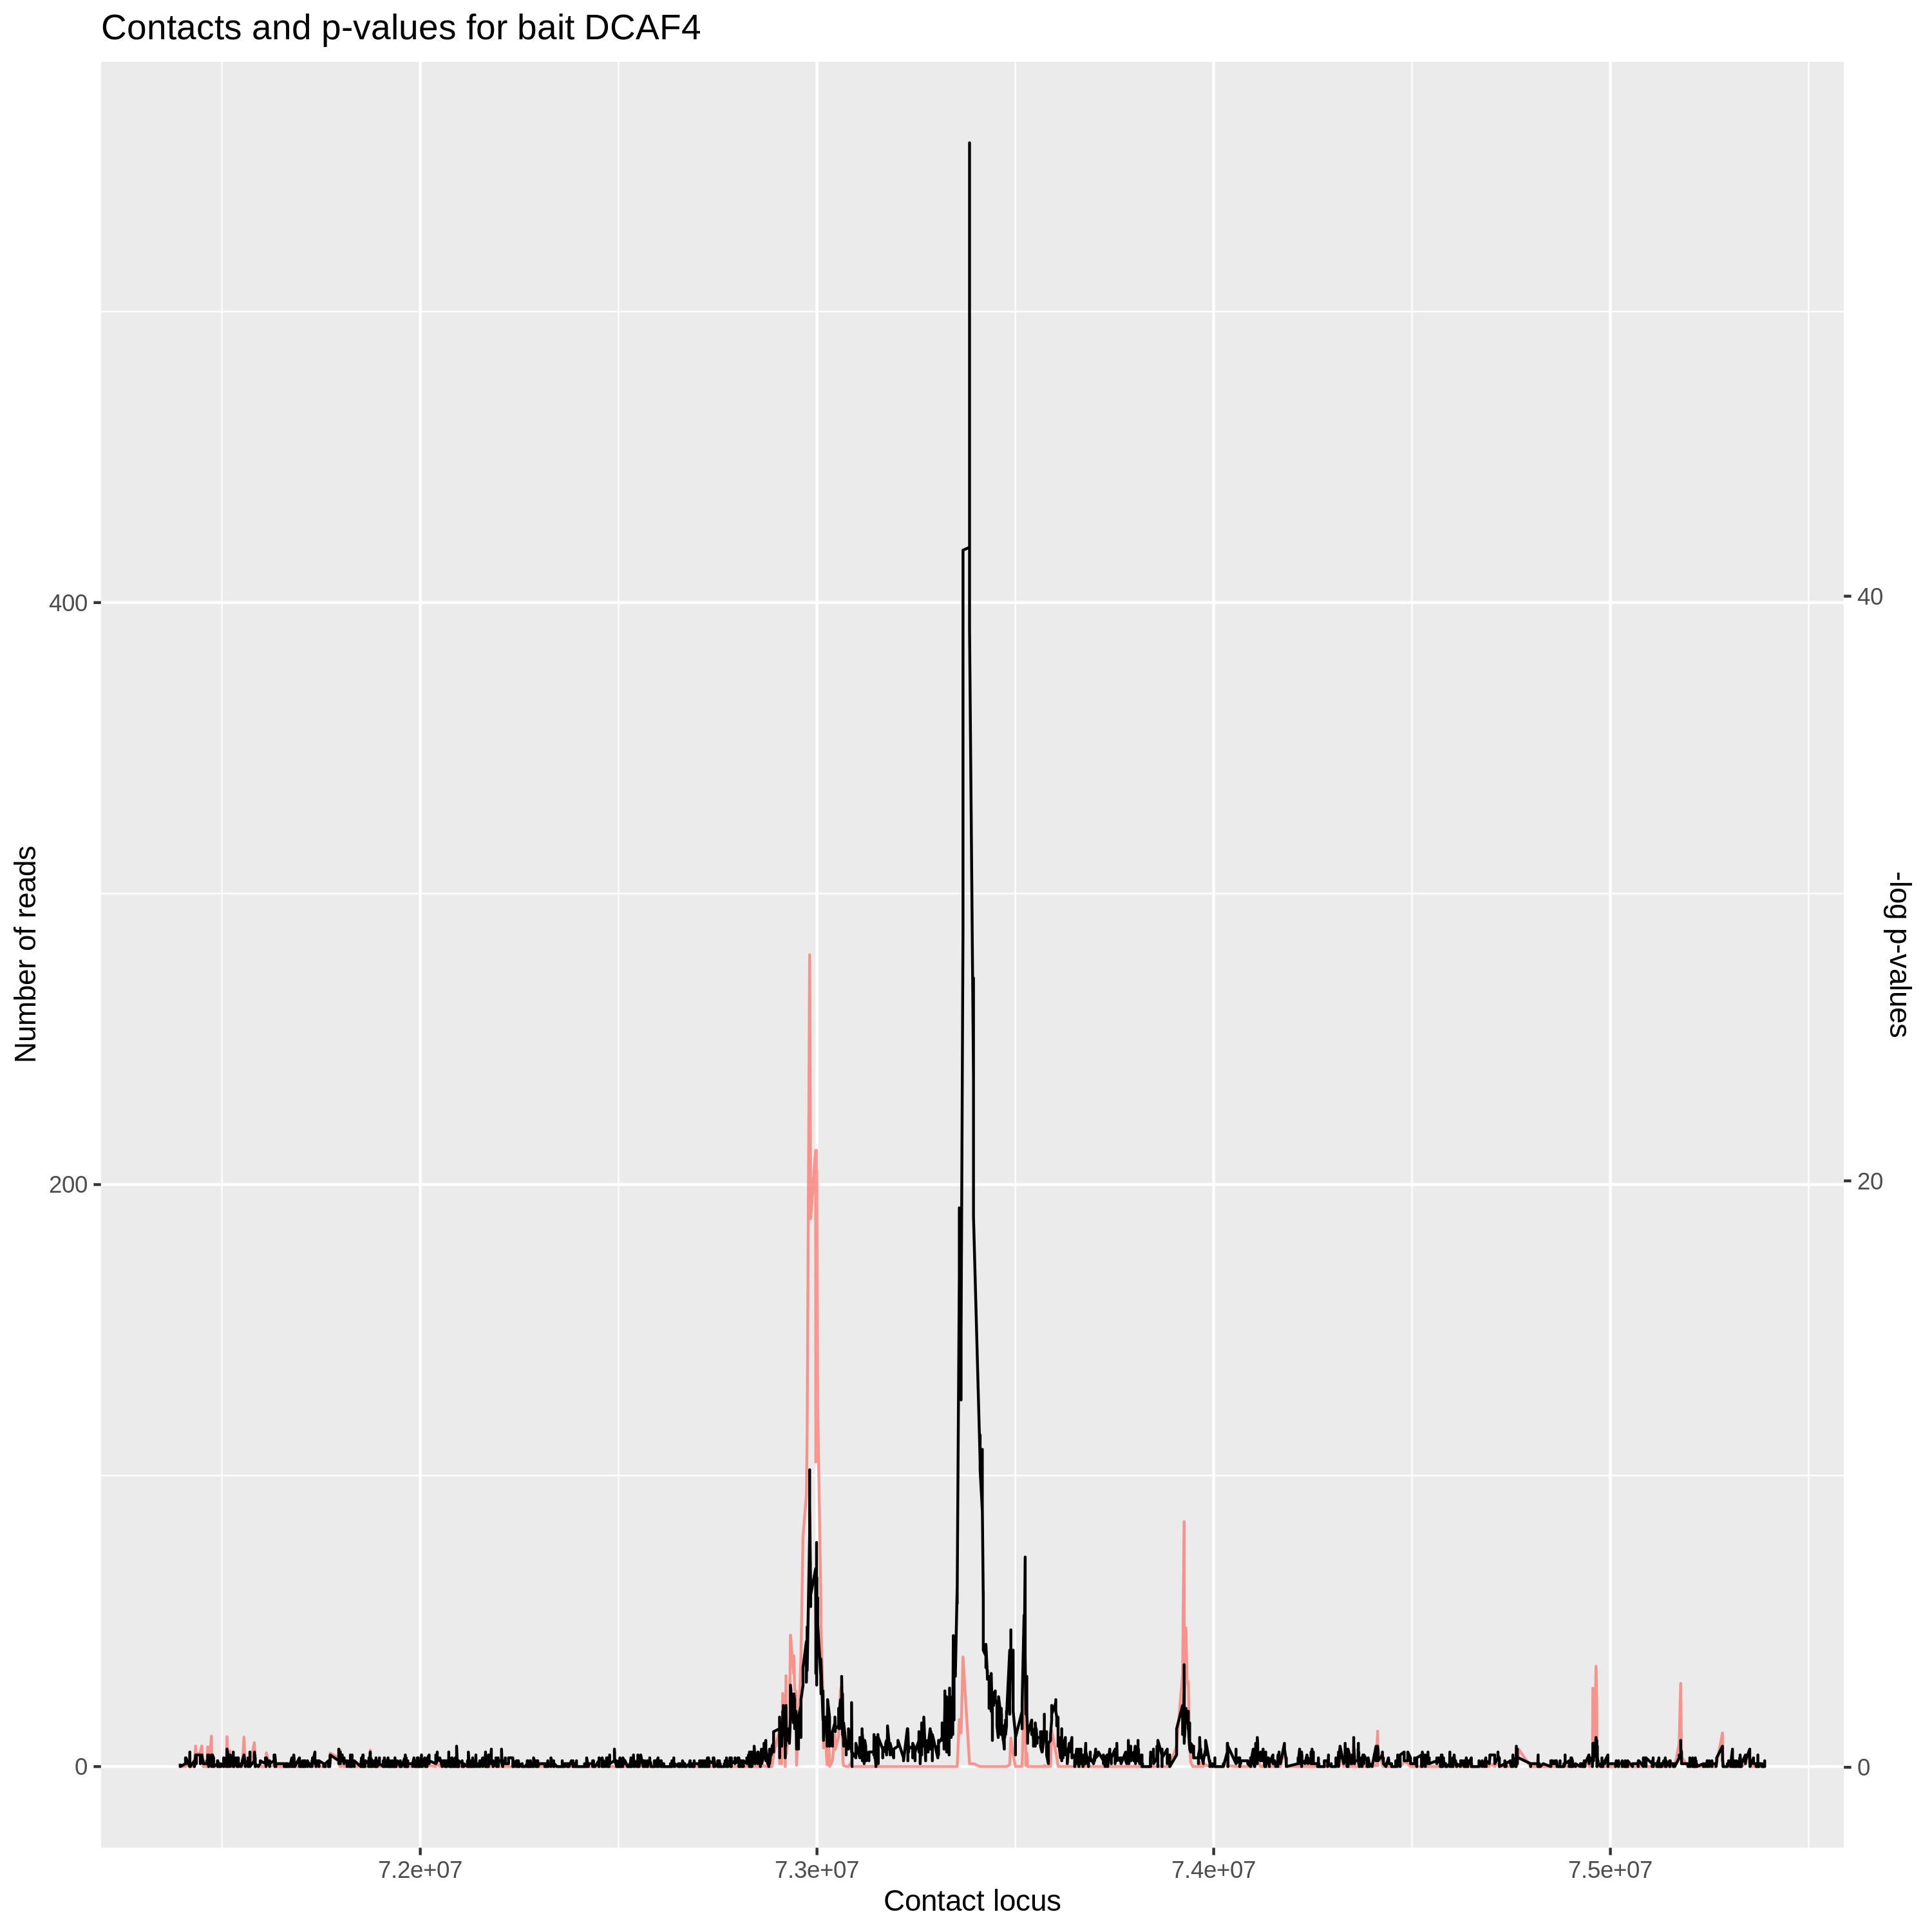 Contacts and p-values for bait DCAF4
400
200
0
Number of reads
40
20
0
-log p-values
7.2e+07
7.3e+07
7.4e+07
7.5e+07
Contact locus